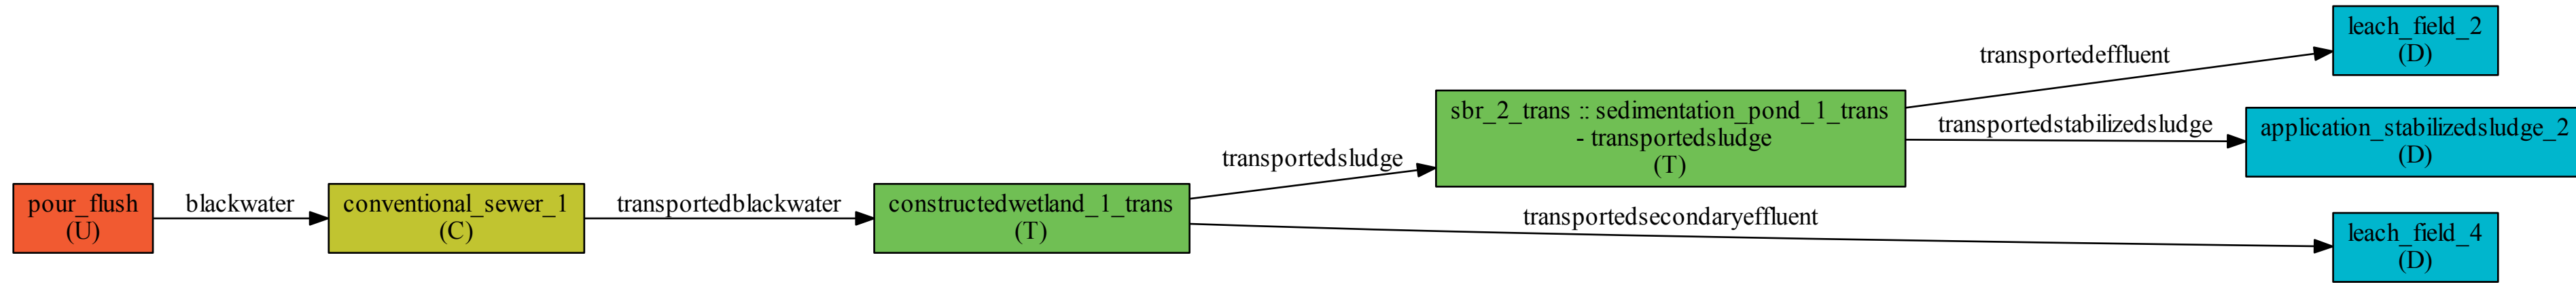 pour_flush
(U)
blackwater
conventional_sewer_1
(C)
transportedblackwater
constructedwetland_1_trans
(T)
transportedsludge
transportedsecondaryeffluent
sbr_2_trans :: sedimentation_pond_1_trans
- transportedsludge
(T)
transportedeffluent
transportedstabilizedsludge
leach_field_2
(D)
application_stabilizedsludge_2
(D)
leach_field_4
(D)